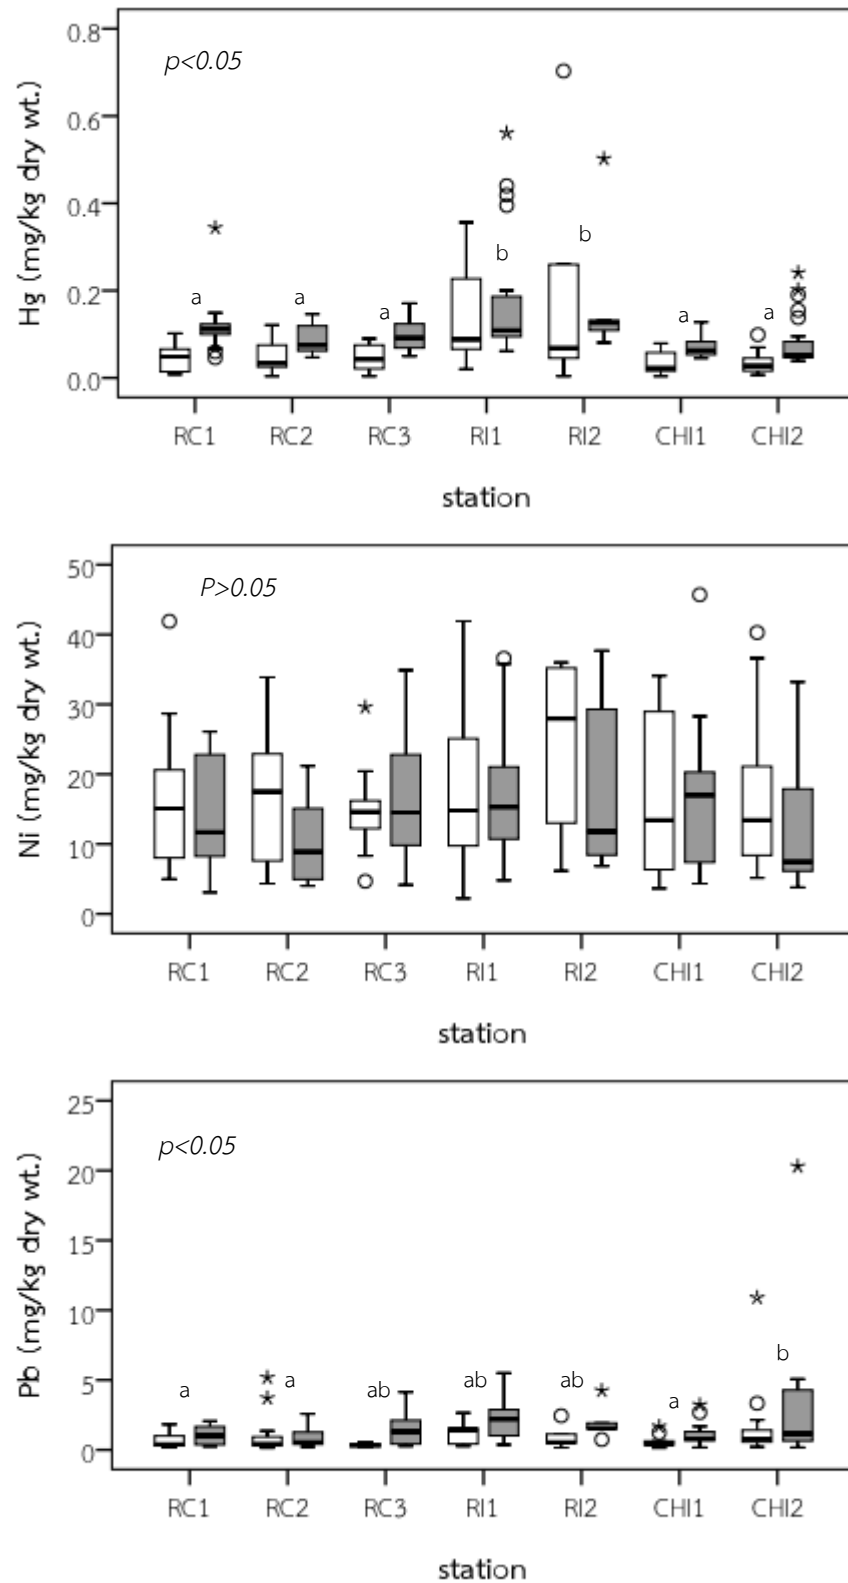 Hg (mg/kg dry wt.)
0.8
p<0.05
0.6
0.4
b
b
0.2
a
a
a
a
a
0.0
RC1 RC2 RC3 RI1 RI2 CHI1 CHI2
station
Ni (mg/kg dry wt.)
50
P>0.05
40
30
20
10
0
RC1 RC2 RC3 RI1 RI2 CHI1 CHI2
station
Pb (mg/kg dry wt.)
25
p<0.05
20
15
10
b
5
a
a
ab
ab
ab
a
0
RC1 RC2 RC3 RI1 RI2 CHI1 CHI2
station